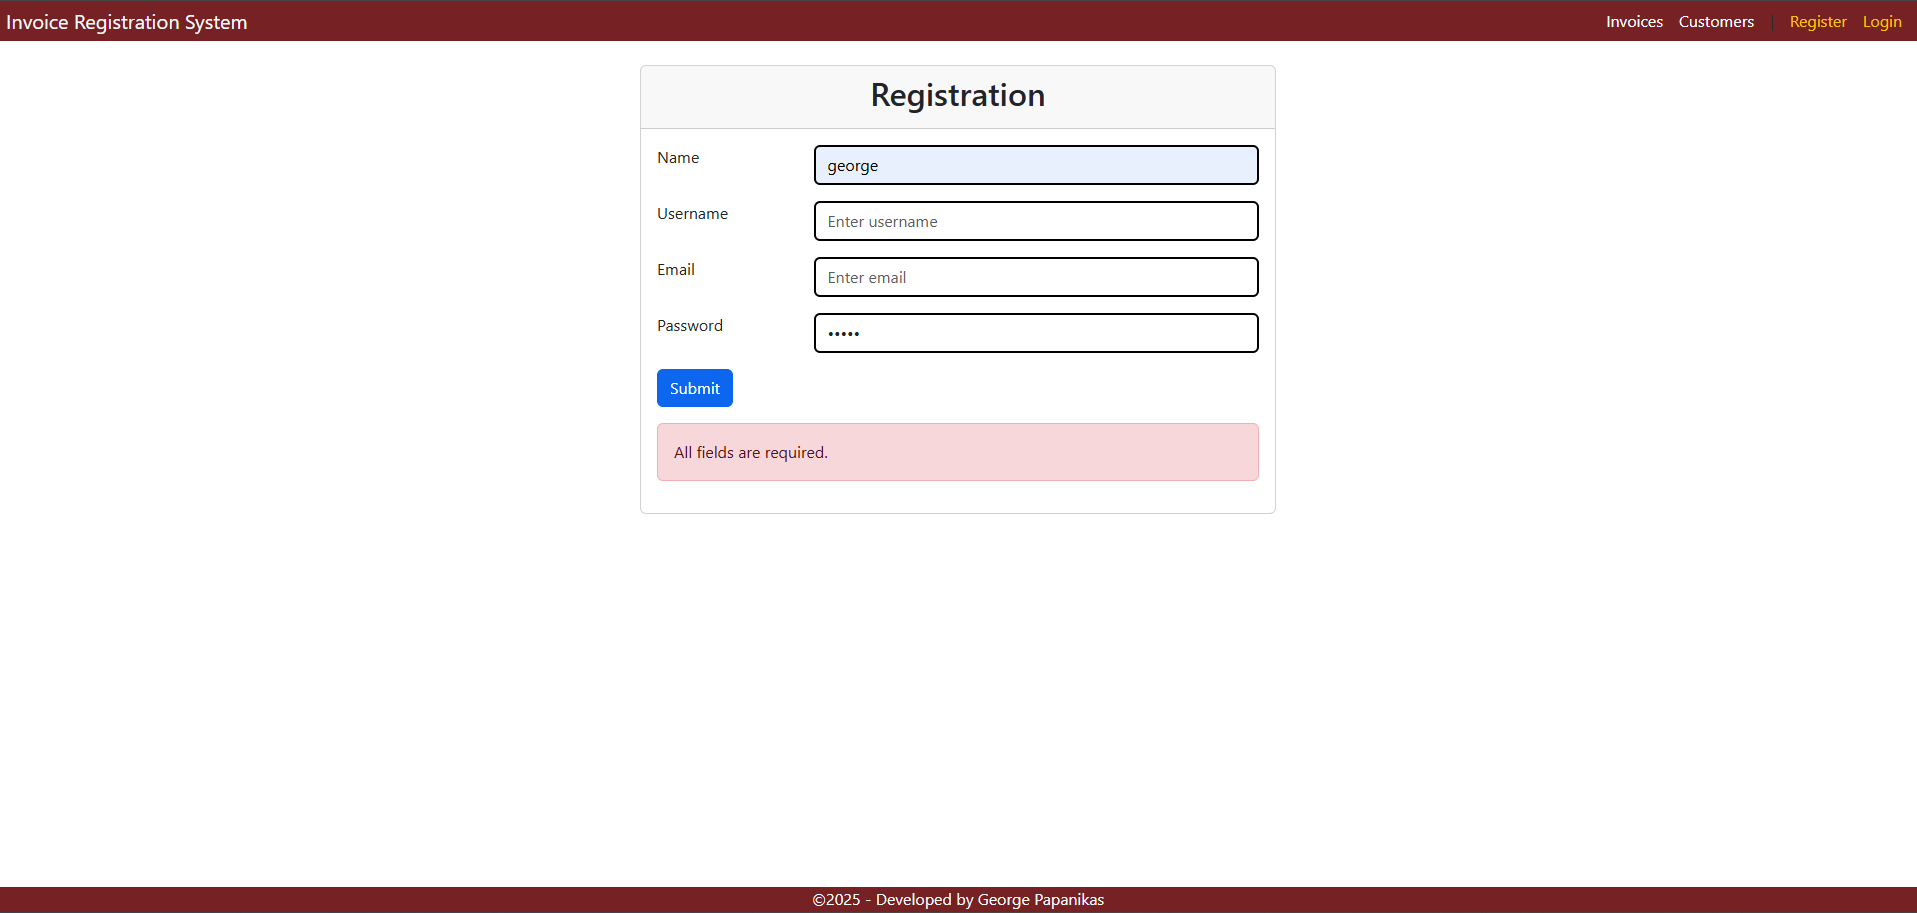 Invoice Registration System
Invoices Customers | Register Login
Registration
Name george
Username Enter username
Email Enter email
Password •••••
Submit
All fields are required.
©2025 - Developed by George Papanikas